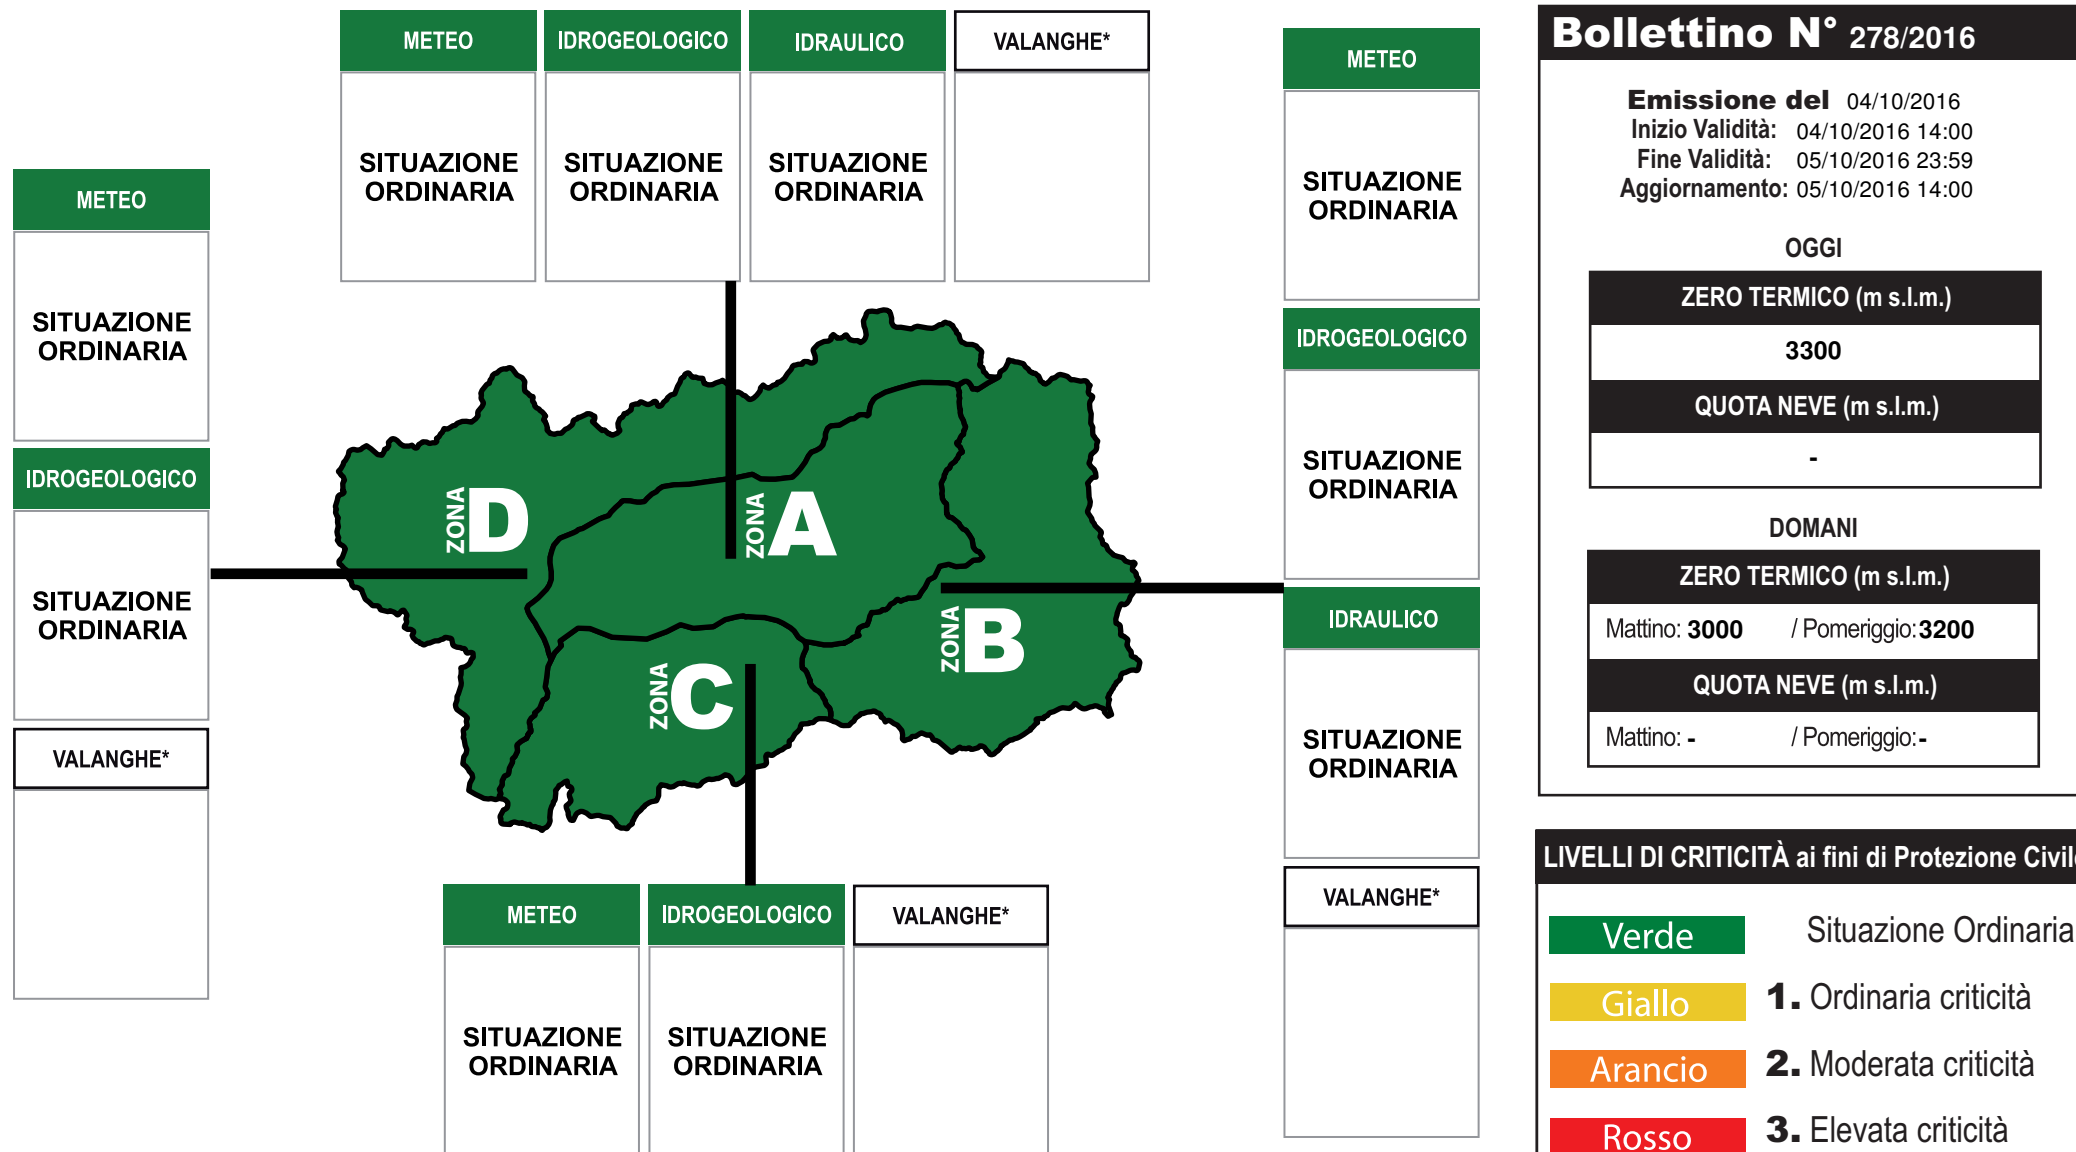 METEO IDROGEOLOGICO IDRAULICO VALANGHE*
SITUAZIONE ORDINARIA
SITUAZIONE ORDINARIA
SITUAZIONE ORDINARIA
METEO
SITUAZIONE
ORDINARIA
IDROGEOLOGICO
SITUAZIONE
ORDINARIA
VALANGHE*
ZONA D
ZONA A
ZONA B
ZONA C
METEO IDROGEOLOGICO VALANGHE*
SITUAZIONE ORDINARIA
SITUAZIONE ORDINARIA
METEO
SITUAZIONE
ORDINARIA
IDROGEOLOGICO
SITUAZIONE
ORDINARIA
IDRAULICO
SITUAZIONE
ORDINARIA
VALANGHE*
Bollettino N° 278/2016
Emissione del 04/10/2016
Inizio Validità: 04/10/2016 14:00
Fine Validità: 05/10/2016 23:59
Aggiornamento: 05/10/2016 14:00
OGGI
ZERO TERMICO (m s.l.m.)
3300
QUOTA NEVE (m s.l.m.)
-
DOMANI
ZERO TERMICO (m s.l.m.)
Mattino: 3000 / Pomeriggio: 3200
QUOTA NEVE (m s.l.m.)
Mattino: - / Pomeriggio: -
LIVELLI DI CRITICITÀ ai fini di Protezione Civil
Verde Situazione Ordinaria
Giallo 1. Ordinaria criticità
Arancio 2. Moderata criticità
Rosso 3. Elevata criticità